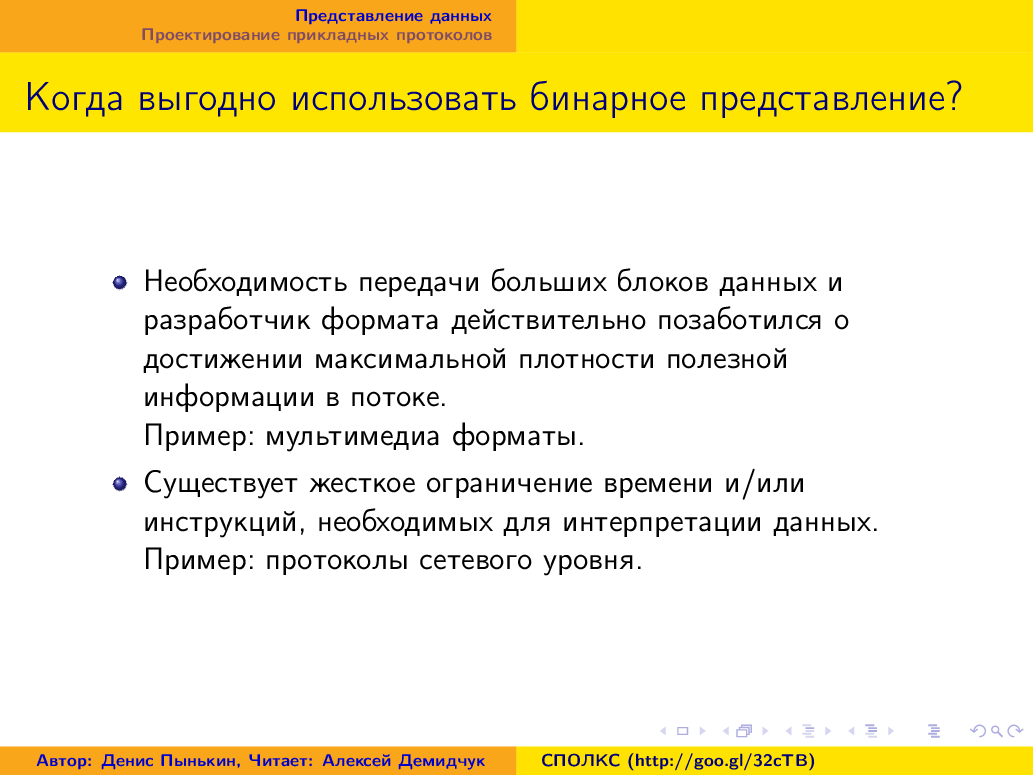 Представление данных
Проектирование прикладных протоколов
Когда выгодно использовать бинарное представление?
Необходимость передачи больших блоков данных и
разработчик формата действительно позаботился о
достижении максимальной плотности полезной
информации в потоке.
Пример: мультимедиа форматы.
Существует жесткое ограничение времени и/или
инструкций, необходимых для интерпретации данных.
Пример: протоколы сетевого уровня.
Автор: Денис Пынькин, Читает: Алексей Демидчук
СПОЛКС (http://goo.gl/32cTB)